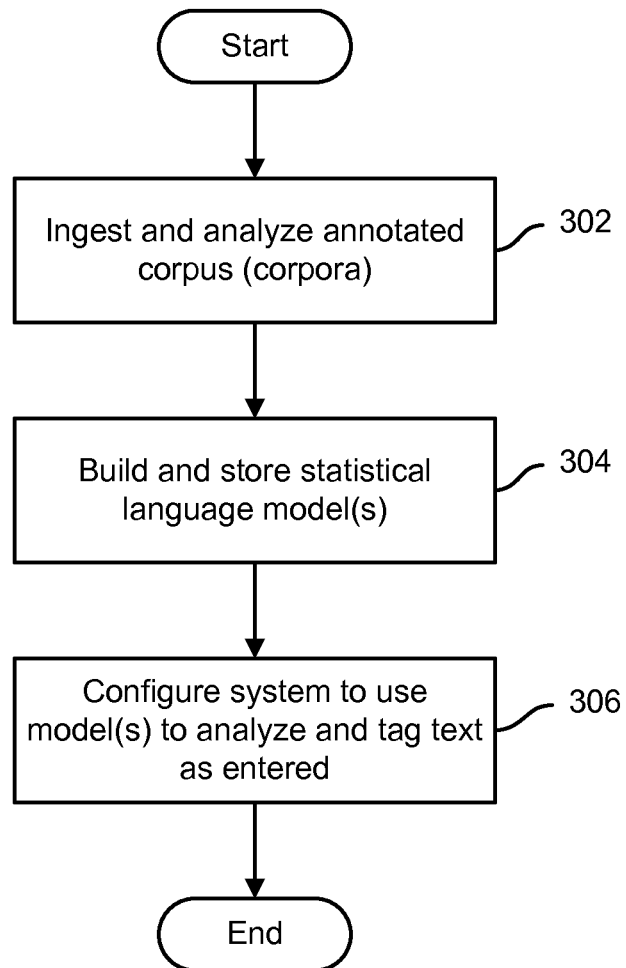 Start
Ingest and analyze annotated
corpus (corpora)
302
Build and store statistical
language model(s)
304
Configure system to use
model(s) to analyze and tag text
as entered
306
End